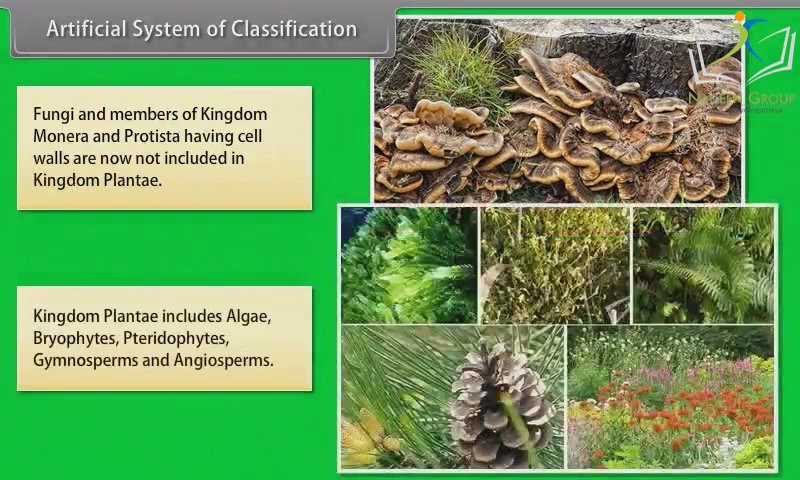 Artificial System of Classification
Fungi and members of Kingdom
Monera and Protista having cell
walls are now not included in
Kingdom Plantae.
Kingdom Plantae includes Algae,
Bryophytes, Pteridophytes,
Gymnosperms and Angiosperms.
Group